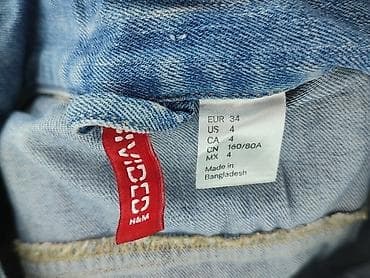 DIVIDED
H&M
EUR 34
US 4
CA 4
CN 160/80A
MX 4
Made in
Bangladesh